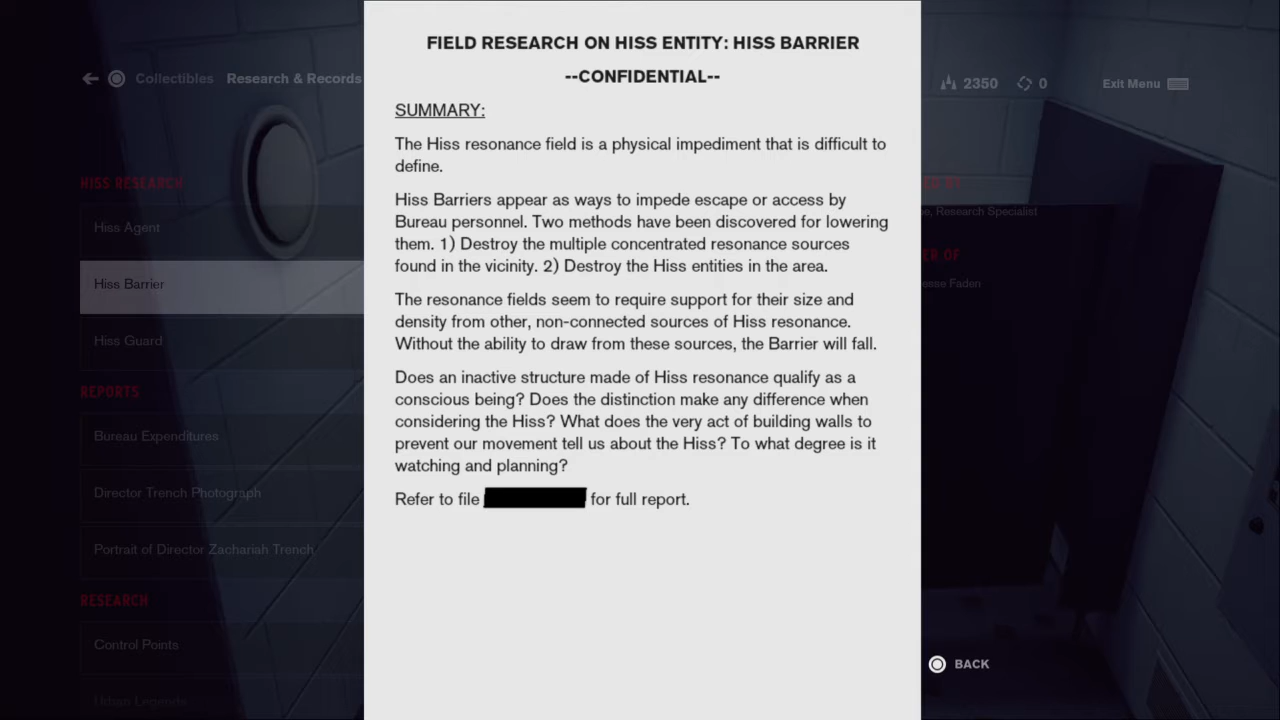 FIELD RESEARCH ON HISS ENTITY: HISS BARRIER
--CONFIDENTIAL--
Collectibles Research & Records
2350 0 Exit Menu
SUMMARY:
The Hiss resonance field is a physical impediment that is difficult to
define.
Hiss Barriers appear as ways to impede escape or access by
Bureau personnel. Two methods have been discovered for lowering
them. 1) Destroy the multiple concentrated resonance sources
found in the vicinity. 2) Destroy the Hiss entities in the area.
The resonance fields seem to require support for their size and
density from other, non-connected sources of Hiss resonance.
Without the ability to draw from these sources, the Barrier will fall.
Does an inactive structure made of Hiss resonance qualify as a
conscious being? Does the distinction make any difference when
considering the Hiss? What does the very act of building walls to
prevent our movement tell us about the Hiss? To what degree is it
watching and planning?
Refer to file for full report.
HISS RESEARCH
Hiss Agent
Hiss Barrier
Hiss Guard
REPORTS
Bureau Expenditures
Director Trench Photograph
Portrait of Director Zachariah Trench
RESEARCH
Control Points
Urban Legends
Research Specialist
Faden
BACK